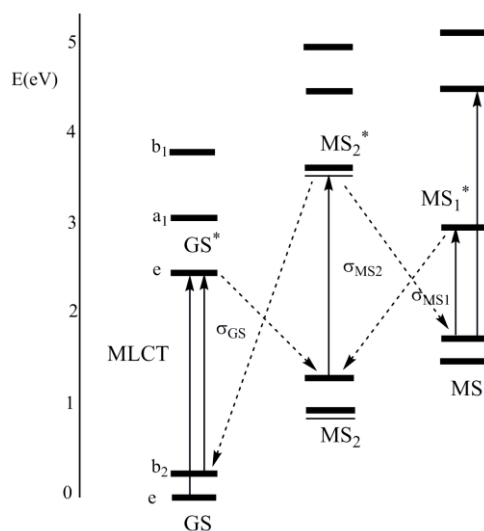 5
E(eV)
MS2*
4
b1
MS1*
3
a1
GS*
e
σMS2
σMS1
2
σGS
MLCT
MS
1
b2
MS2
0
e
GS